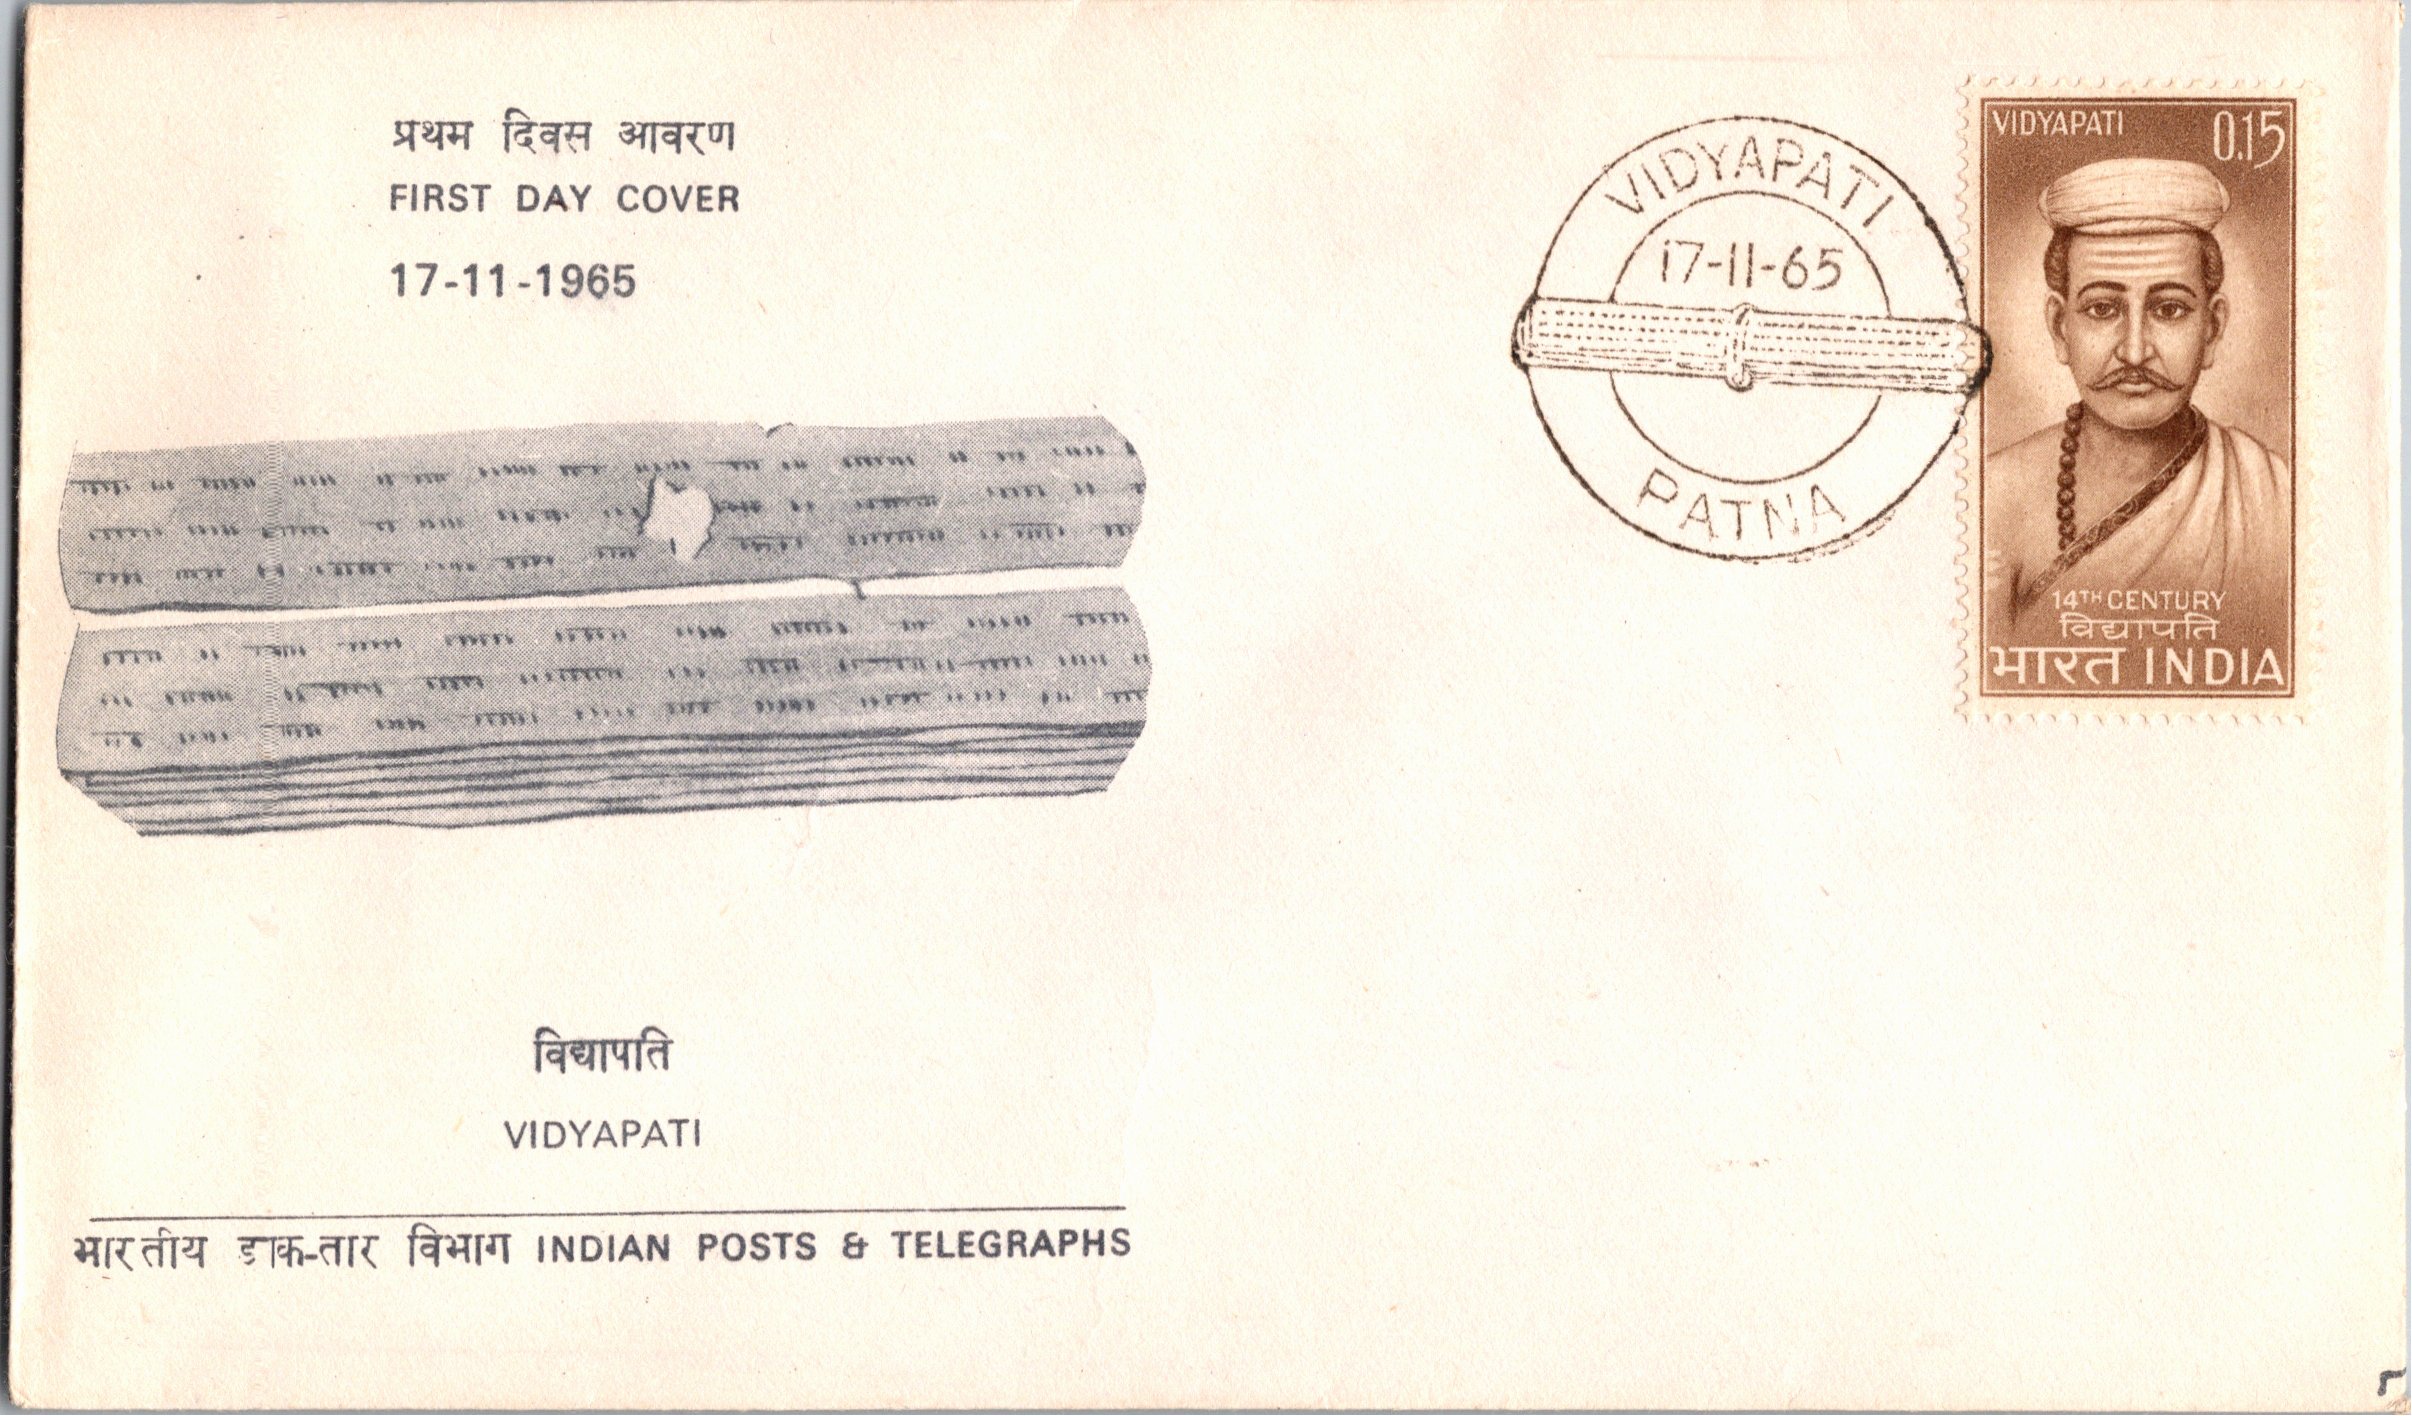 प्रथम दिवस आवरण
FIRST DAY COVER
17-11-1965
VIDYAPATI
17-11-65
PATNA
VIDYAPATI 0.15
14TH CENTURY
विद्यापति
भारत INDIA
विद्यापति
VIDYAPATI
भारतीय डाक-तार विभाग INDIAN POSTS & TELEGRAPHS